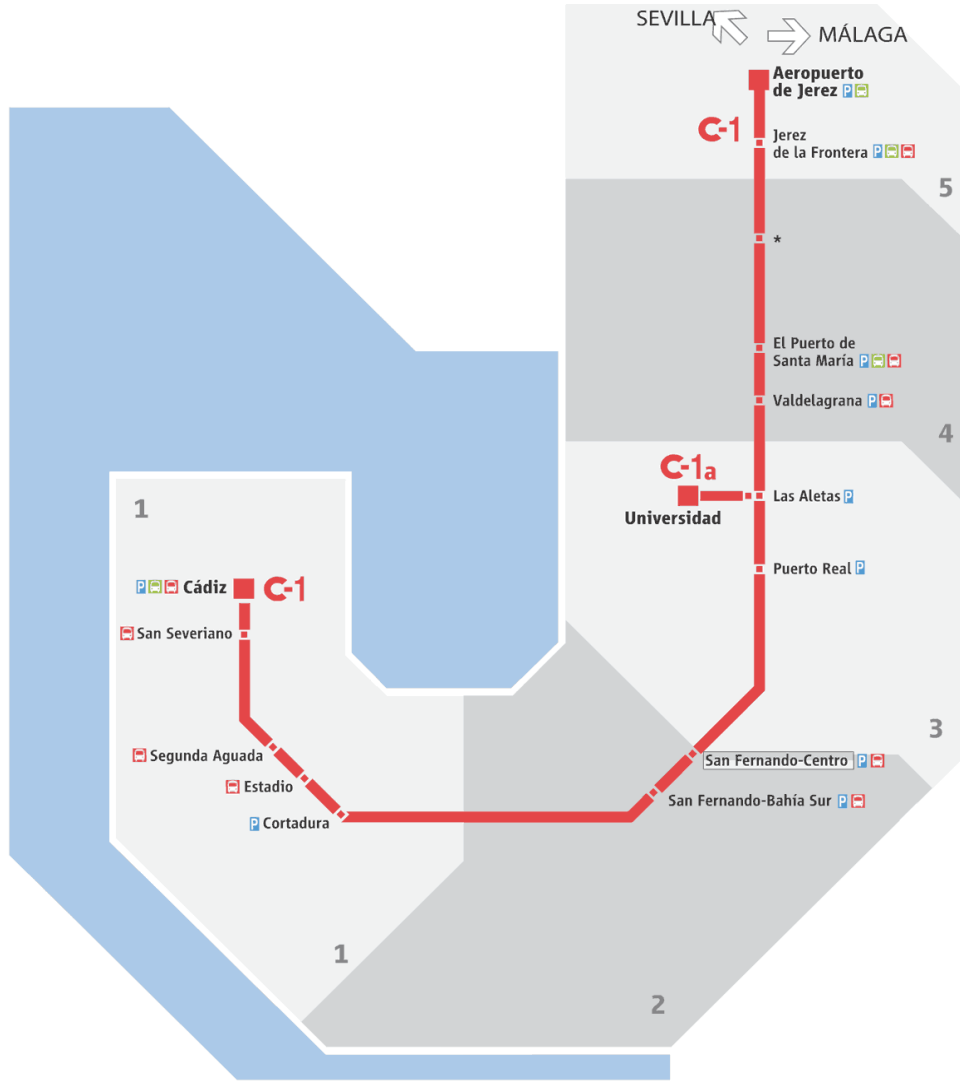 SEVILLA
MÁLAGA
Aeropuerto
de Jerez P
C-1
Jerez
de la Frontera P
5
*
El Puerto de
Santa María P
Valdelagrana P
4
C-1a
Las Aletas P
Universidad
1
Puerto Real P
P Cádiz C-1
San Severiano
3
Segunda Aguada
San Fernando-Centro P
Estadio
San Fernando-Bahía Sur P
P Cortadura
1
2